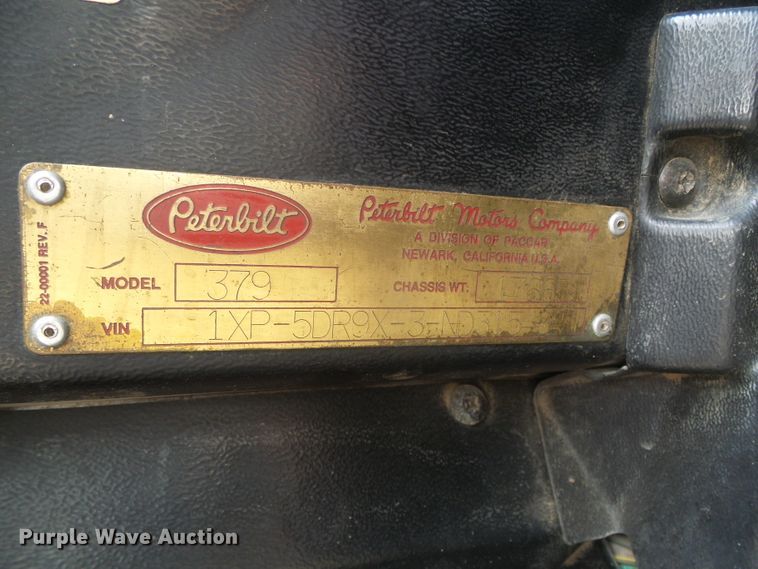 22-00001 REV. F
Peterbilt
Peterbilt Motors Company
A DIVISION OF PACCAR
NEWARK, CALIFORNIA U.S.A.
MODEL 379
CHASSIS WT.
VIN
Purple Wave Auction®